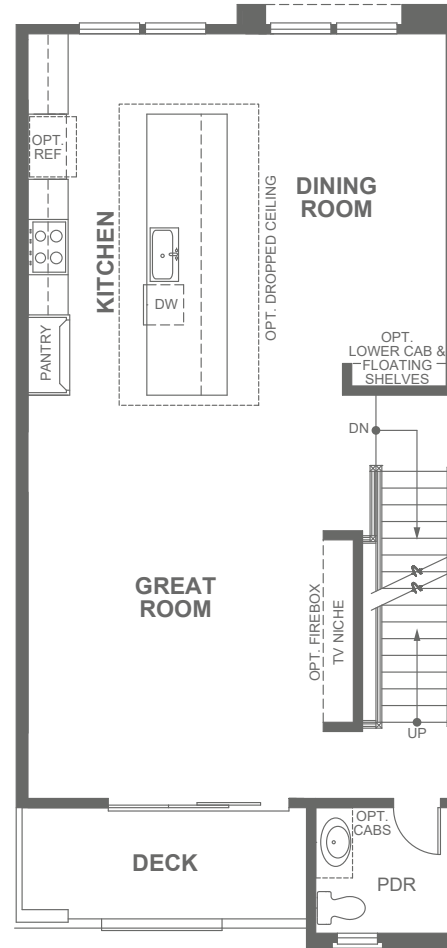 OPT.
REF
KITCHEN
DW
OPT. DROPPED CEILING
DINING
ROOM
PANTRY
OPT.
LOWER CAB &
FLOATING
SHELVES
DN
GREAT
ROOM
OPT. FIREBOX
TV NICHE
UP
DECK
OPT.
CABS
PDR